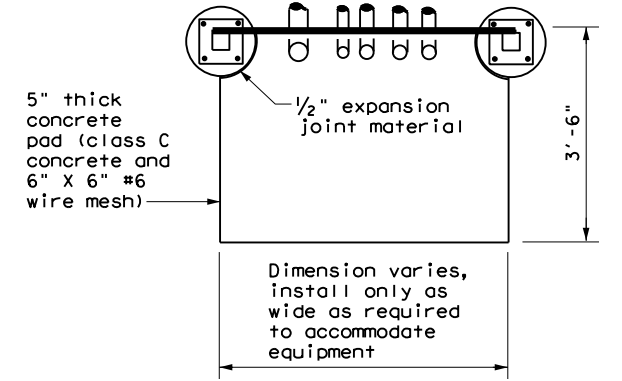 5" thick
concrete
pad (class C
concrete and
6" X 6" #6
wire mesh)
1/2" expansion
joint material
3'-6"
Dimension varies,
install only as
wide as required
to accommodate
equipment